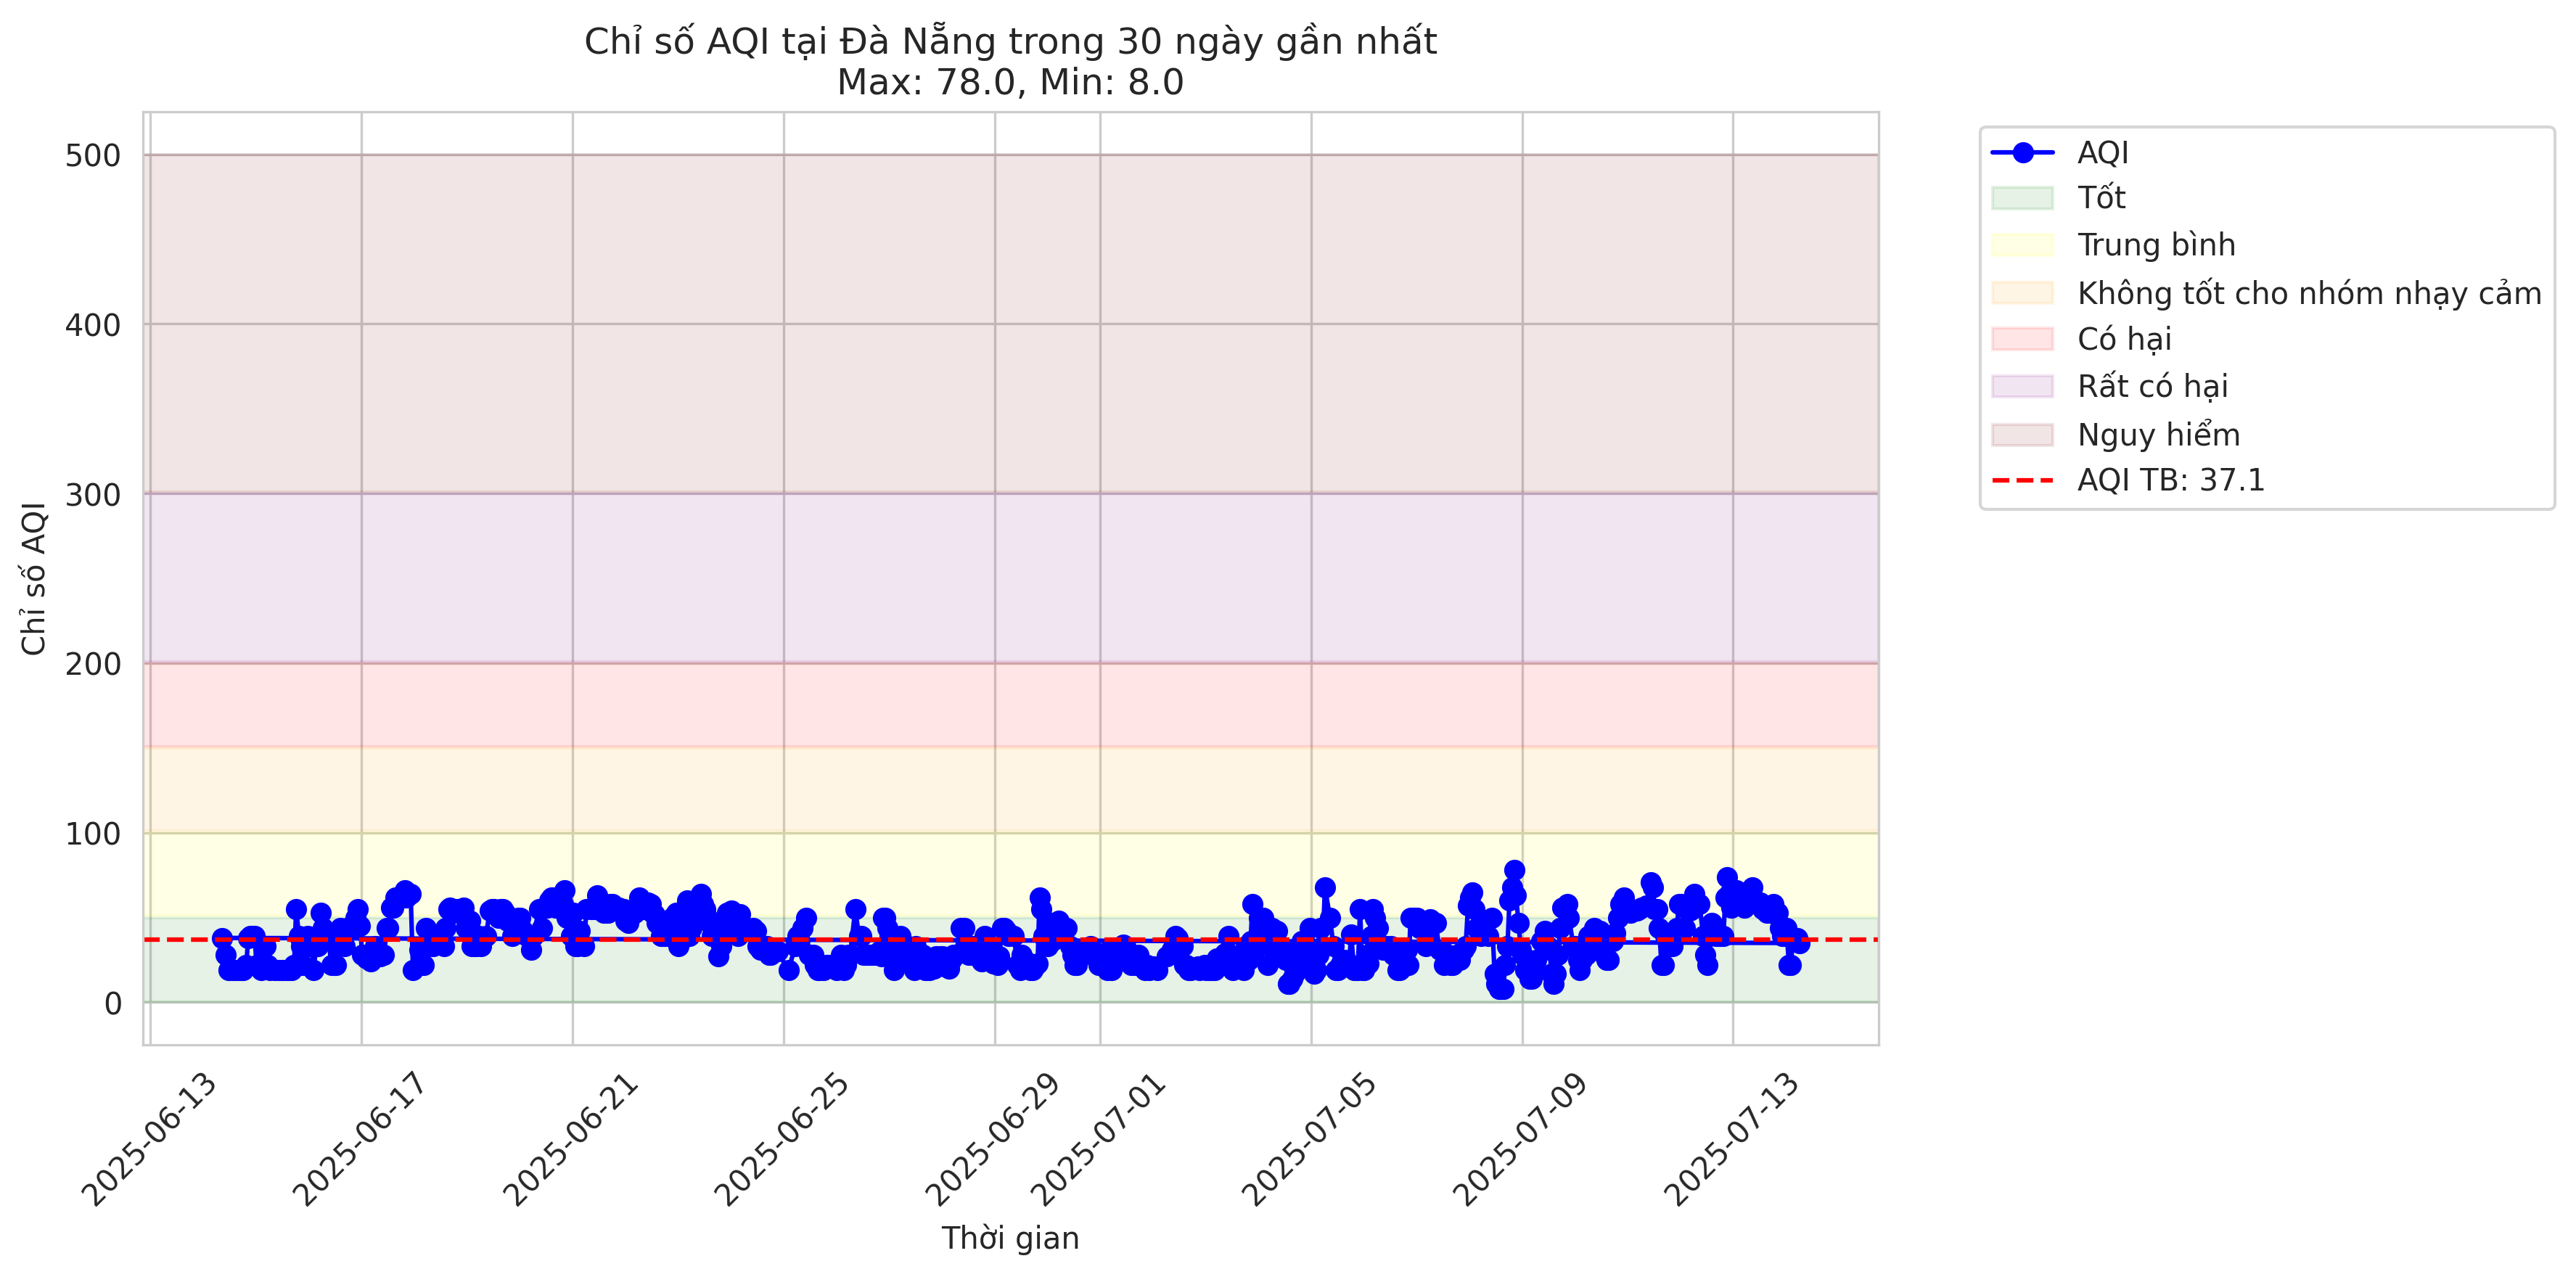 Chỉ số AQI tại Đà Nẵng trong 30 ngày gần nhất
Max: 78.0, Min: 8.0
Chỉ số AQI
500
400
300
200
100
0
2025-06-13
2025-06-17
2025-06-21
2025-06-25
2025-06-29
2025-07-01
2025-07-05
2025-07-09
2025-07-13
Thời gian
AQI
Tốt
Trung bình
Không tốt cho nhóm nhạy cảm
Có hại
Rất có hại
Nguy hiểm
AQI TB: 37.1